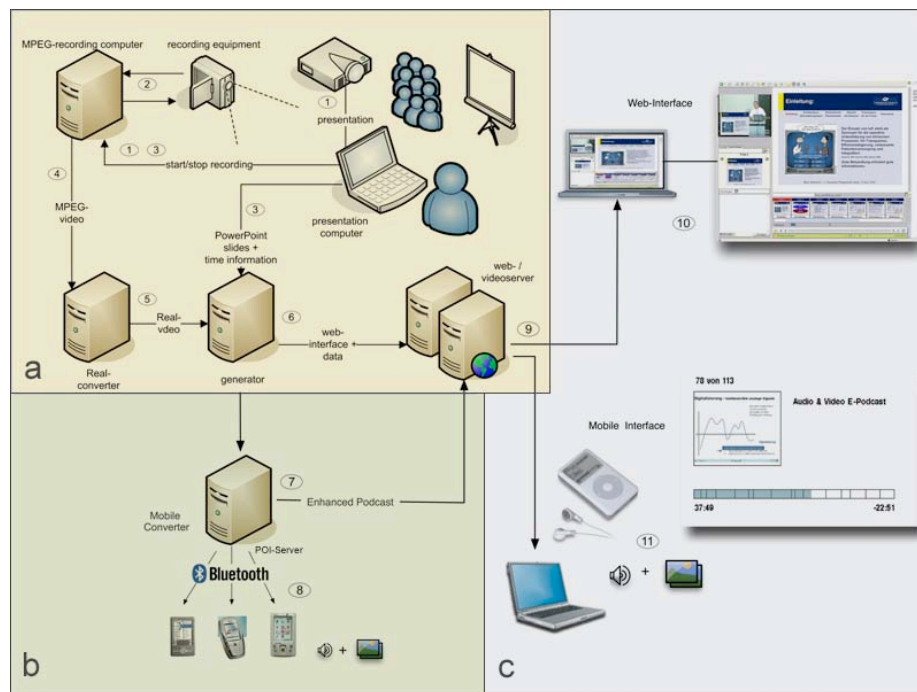 MPEG-recording computer
recording equipment
2
1
presentation
1 3
start/stop recording
4
MPEG-
video
3
PowerPoint
slides +
time information
presentation
computer
5
Real-
vdeo
6
web-
interface +
data
web- /
videoserver
9
a
Real-
converter
generator
Web-Interface
Einleitung:
10
7
Enhanced Podcast
Mobile
Converter
POI-Server
Bluetooth
8
+
b
Mobile Interface
70 von 113
Audio & Video E-Podcast
37:49
-22:51
11
+
c